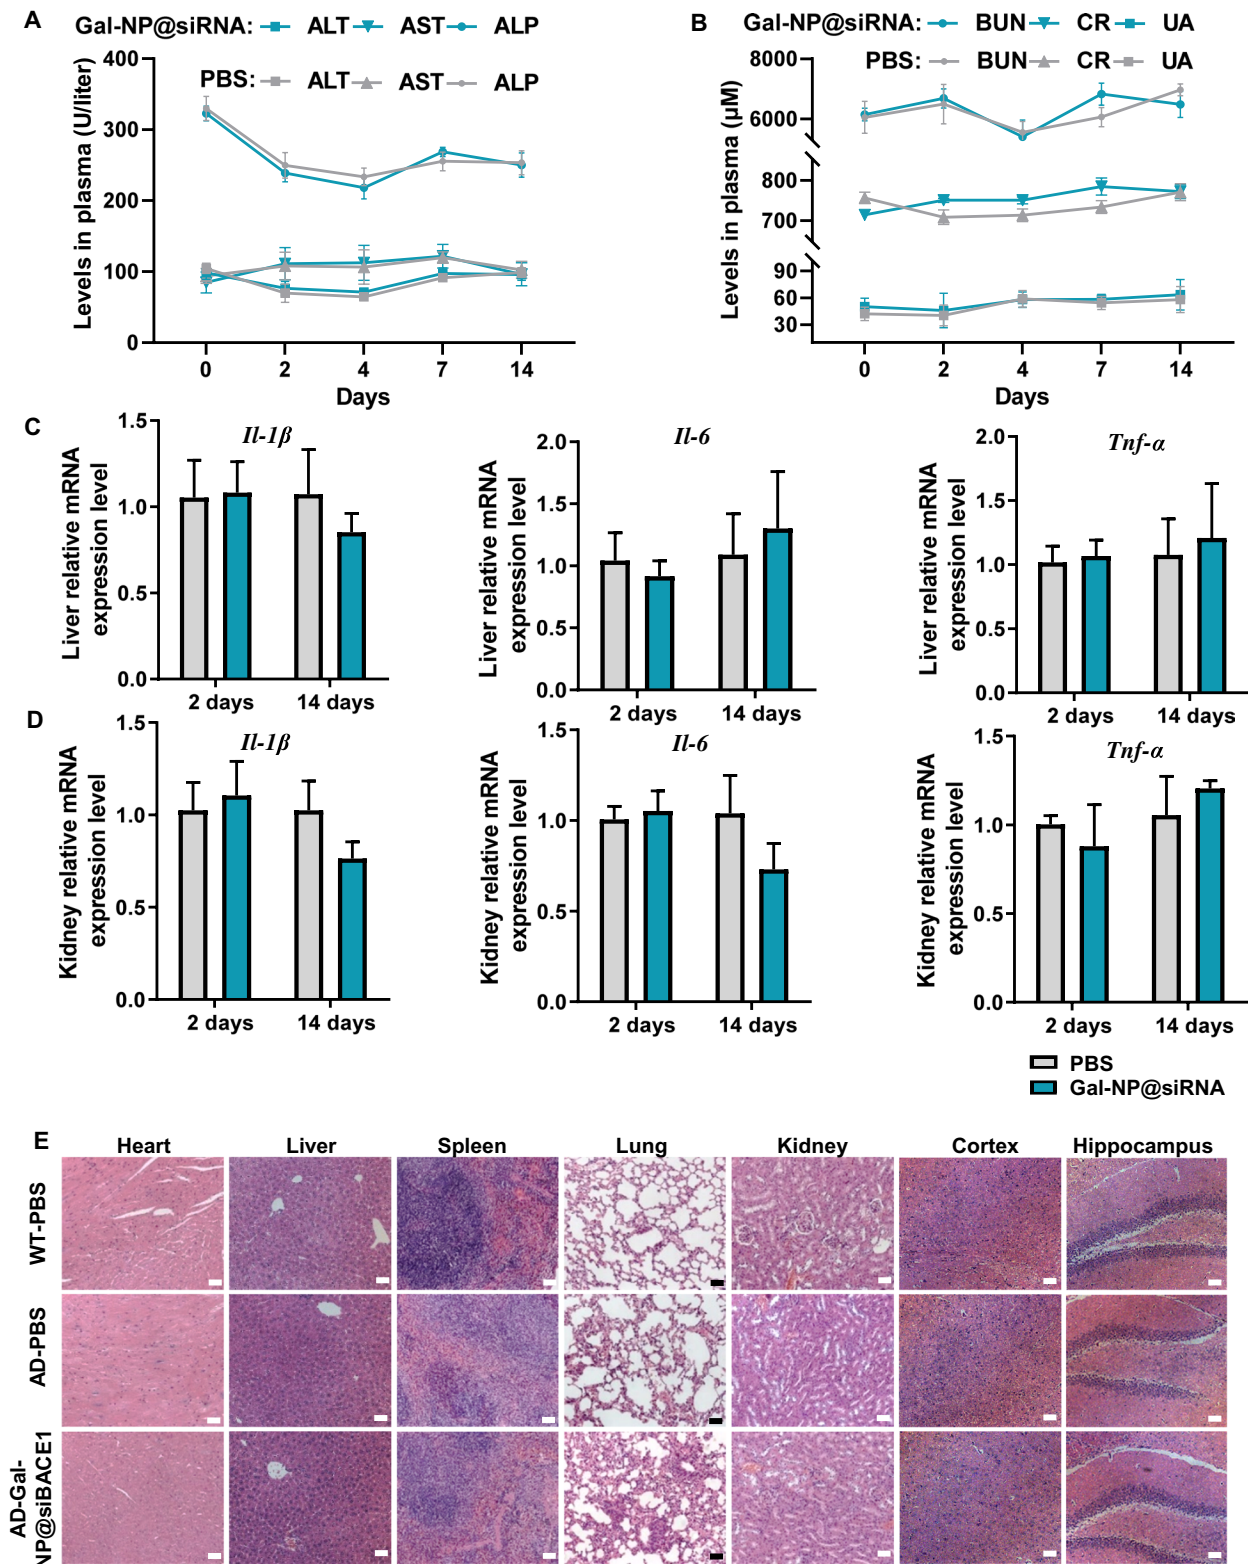 A
Gal-NP@siRNA: ALT AST ALP
PBS: ALT AST ALP
Levels in plasma (U/liter)
400
300
200
100
0
0 2 4 7 14
Days
B
Gal-NP@siRNA: BUN CR UA
PBS: BUN CR UA
Levels in plasma (μM)
8000
6000
800
700
90
60
30
0 2 4 7 14
Days
C
Il-1β
Liver relative mRNA
expression level
1.5
1.0
0.5
0.0
2 days 14 days
Il-6
Liver relative mRNA
expression level
2.0
1.5
1.0
0.5
0.0
2 days 14 days
Tnf-α
Liver relative mRNA
expression level
2.0
1.5
1.0
0.5
0.0
2 days 14 days
D
Il-1β
Kidney relative mRNA
expression level
1.5
1.0
0.5
0.0
2 days 14 days
Il-6
Kidney relative mRNA
expression level
1.5
1.0
0.5
0.0
2 days 14 days
Tnf-α
Kidney relative mRNA
expression level
1.5
1.0
0.5
0.0
2 days 14 days
PBS
Gal-NP@siRNA
E
Heart Liver Spleen Lung Kidney Cortex Hippocampus
WT-PBS
AD-PBS
AD-Gal-
NP@siBACE1